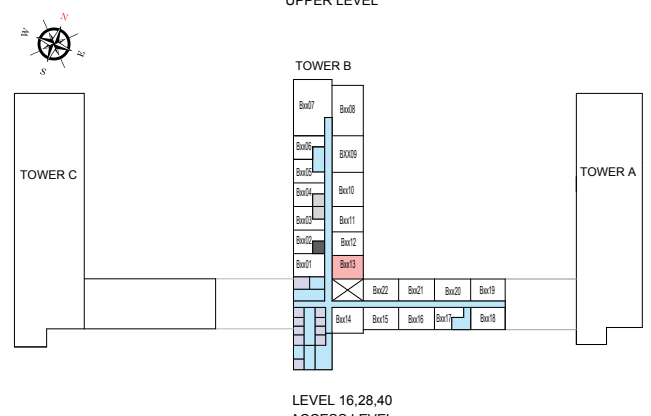 UPPER LEVEL
N
W
E
S
TOWER B
Bxx07
Bxx08
Bxx06
BXX09
Bxx05
TOWER C
TOWER A
Bxx04
Bxx10
Bxx03
Bxx11
Bxx02
Bxx12
Bxx01
Bxx13
Bxx22
Bxx21
Bxx20
Bxx19
Bxx14
Bxx15
Bxx16
Bxx17
Bxx18
LEVEL 16,28,40
ACCESS LEVEL